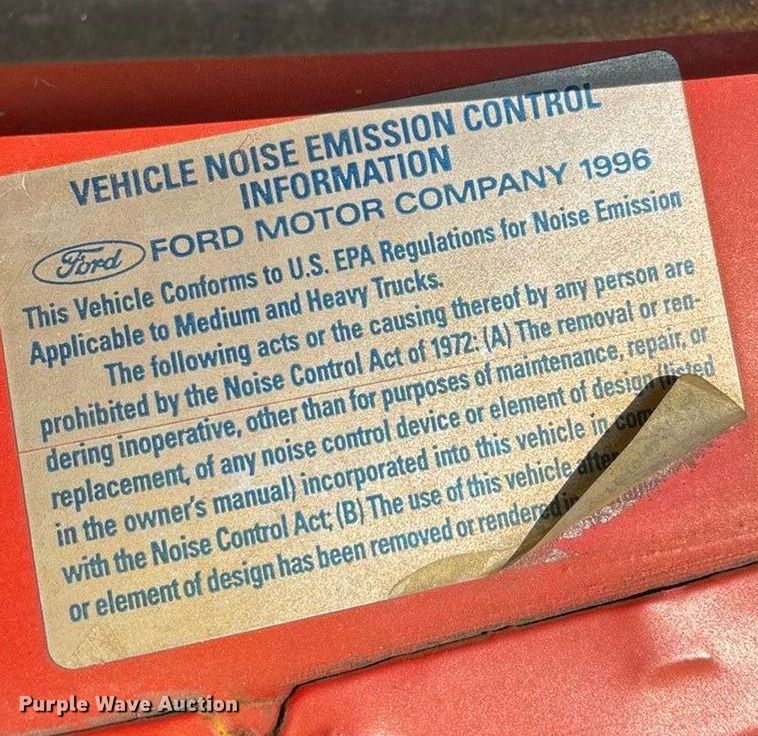 VEHICLE NOISE EMISSION CONTROL
INFORMATION
Ford FORD MOTOR COMPANY 1996
This Vehicle Conforms to U.S. EPA Regulations for Noise Emission
Applicable to Medium and Heavy Trucks.
The following acts or the causing thereof by any person are
prohibited by the Noise Control Act of 1972: (A) The removal or ren-
dering inoperative, other than for purposes of maintenance, repair, or
replacement, of any noise control device or element of design (listed
in the owner's manual) incorporated into this vehicle in com
with the Noise Control Act; (B) The use of this vehicle after
or element of design has been removed or rendered in
Purple Wave Auction